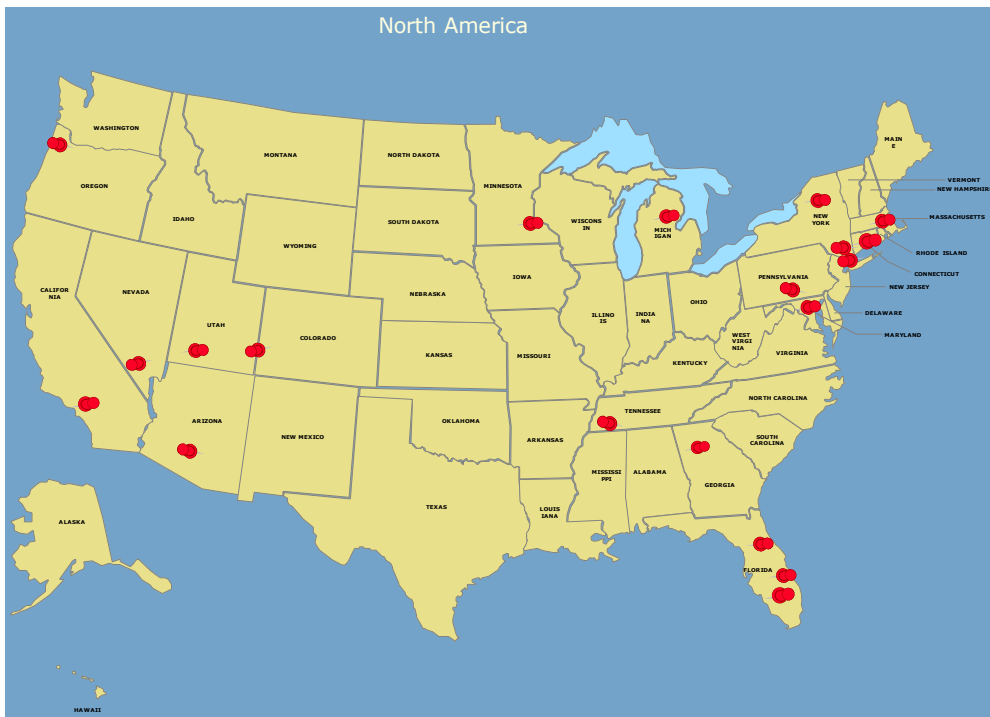 North America
WASHINGTON
MONTANA
NORTH DAKOTA
MINNESOTA
MAIN
E
VERMONT
NEW HAMPSHIR
OREGON
IDAHO
SOUTH DAKOTA
WISCONS
IN
MICH
IGAN
NEW
YORK
MASSACHUSETTS
WYOMING
RHODE ISLAND
CONNECTICUT
CALIFOR
NIA
NEVADA
IOWA
PENNSYLVANIA
NEW JERSEY
NEBRASKA
OHIO
ILLINO
IS
INDIA
NA
DELAWARE
UTAH
COLORADO
MARYLAND
WEST
VIRGI
NIA
VIRGINIA
KANSAS
MISSOURI
KENTUCKY
NORTH CAROLINA
ARIZONA
NEW MEXICO
OKLAHOMA
ARKANSAS
TENNESSEE
SOUTH
CAROLINA
MISSISSI
PPI
ALABAMA
GEORGIA
TEXAS
LOUIS
IANA
ALASKA
FLORIDA
HAWAII